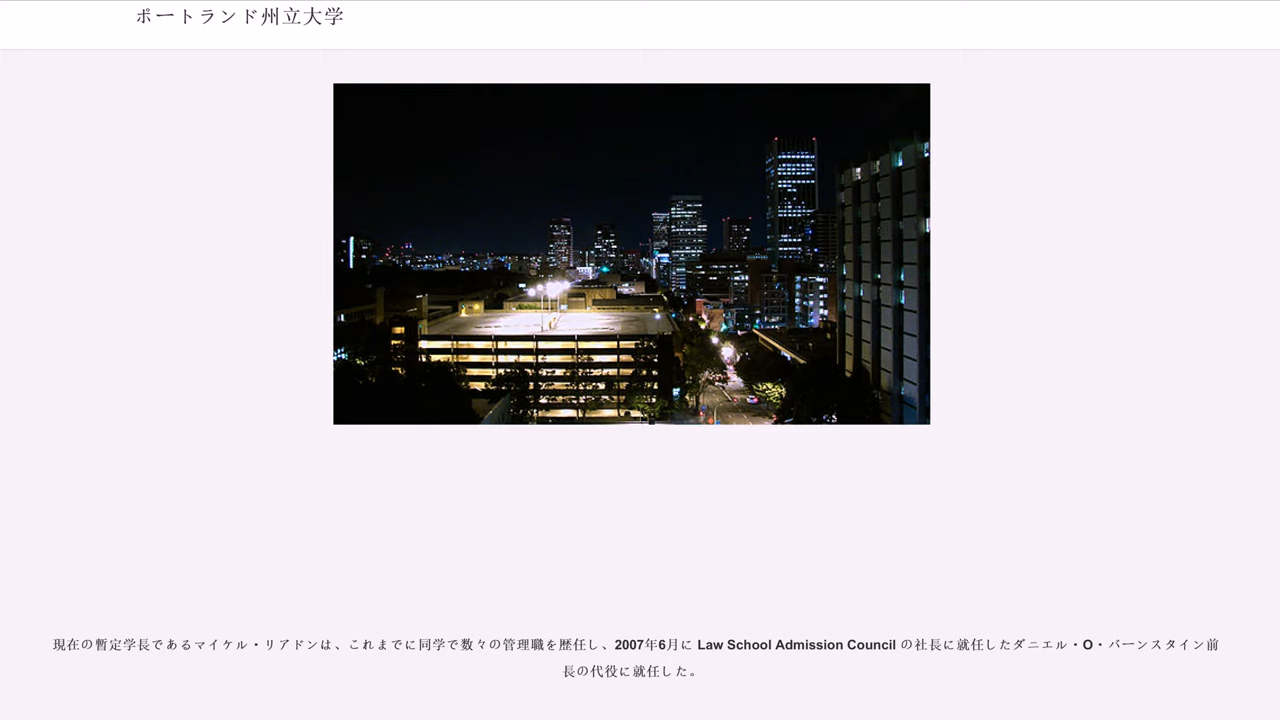 ポートランド州立大学
現在の暫定学長であるマイケル・リアドンは、これまでに同学で数々の管理職を歴任し、2007年6月に Law School Admission Council の社長に就任したダニエル・O・バーンスタイン前
長の代役に就任した。